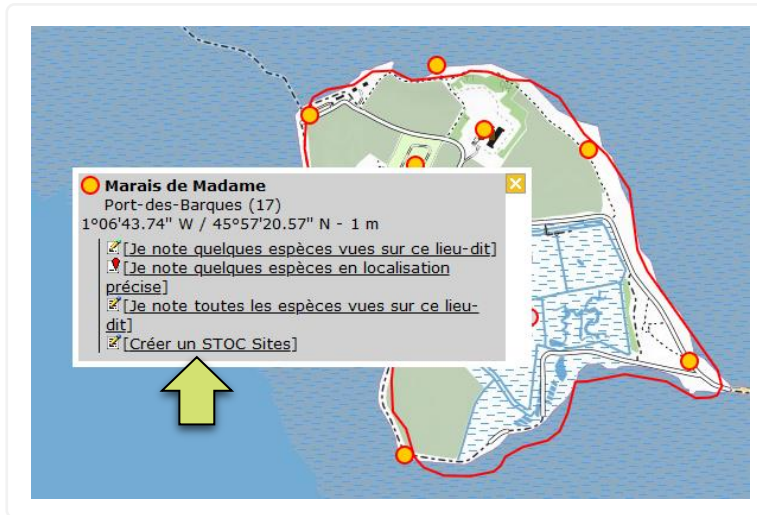 Marais de Madame
Port-des-Barques (17)
1°06'43.74" W / 45°57'20.57" N - 1 m
[Je note quelques espèces vues sur ce lieu-dit]
[Je note quelques espèces en localisation
précise]
[Je note toutes les espèces vues sur ce lieu-
dit]
[Créer un STOC Sites]